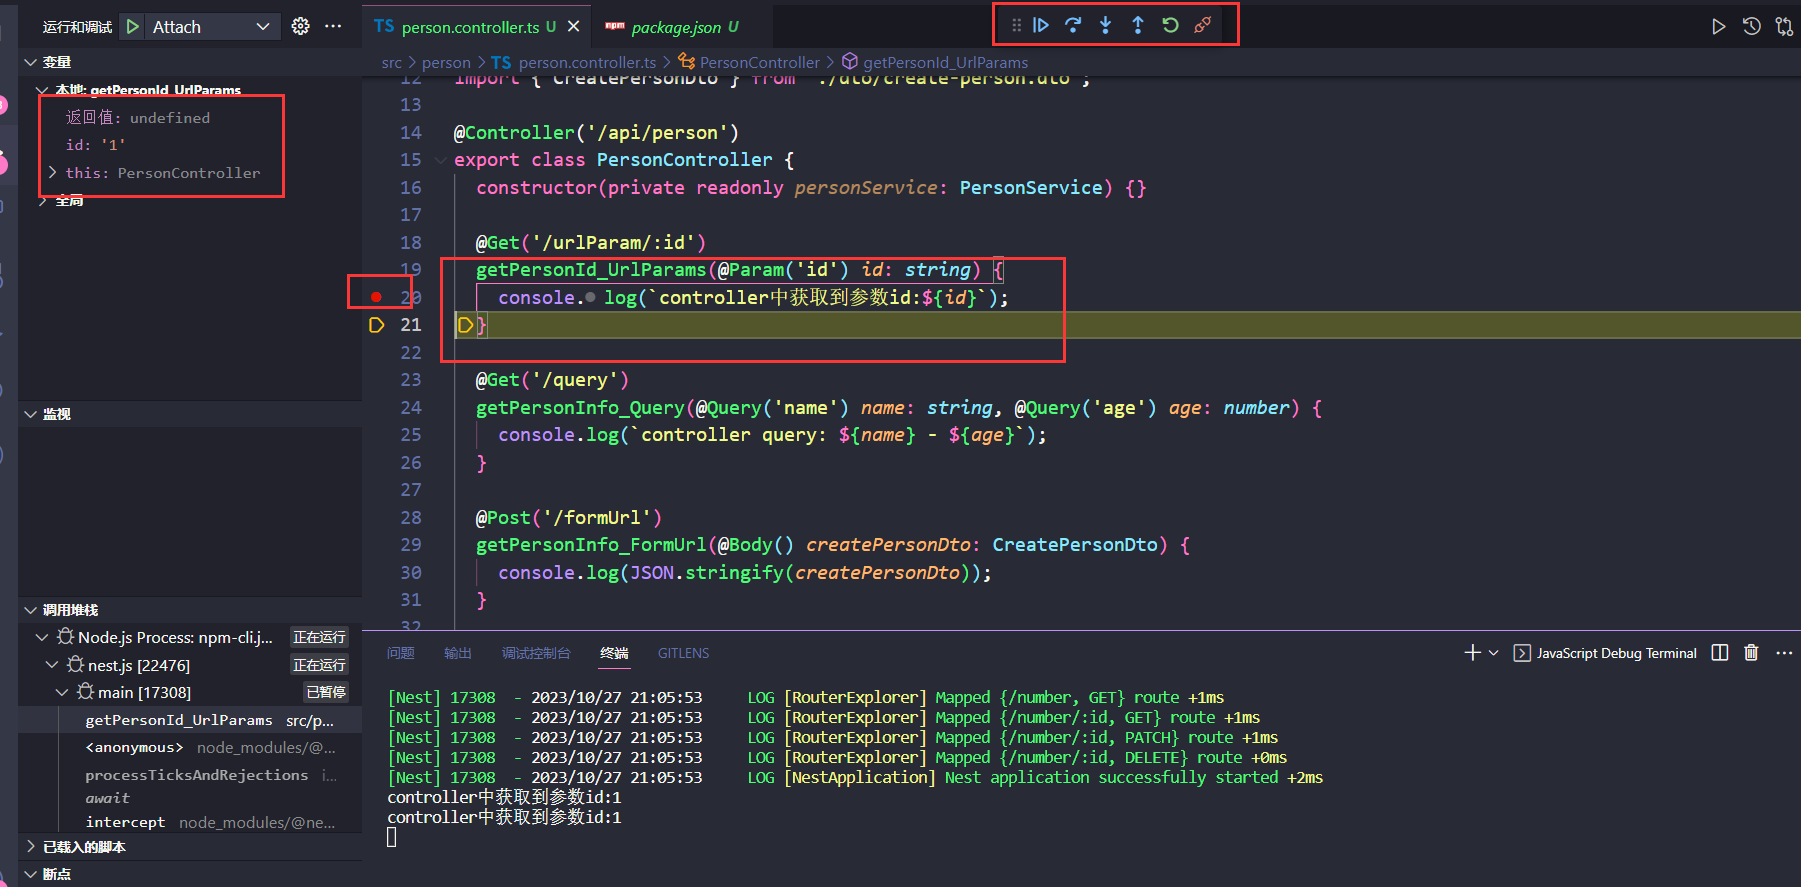 运行和调试 Attach
变量
本地: getPersonId_UrlParams
返回值: undefined
id: '1'
this: PersonController
全局
监视
调用堆栈
Node.js Process: npm-cli.j... 正在运行
nest.js [22476] 正在运行
main [17308] 已暂停
getPersonId_UrlParams src/p...
<anonymous> node_modules/@...
processTicksAndRejections i...
await
intercept node_modules/@ne...
已载入的脚本
断点
TS person.controller.ts U
npm package.json U
src > person > TS person.controller.ts > PersonController > getPersonId_UrlParams
12 import { CreatePersonDto } from './dto/create-person.dto';
13
14 @Controller('/api/person')
15 export class PersonController {
16 constructor(private readonly personService: PersonService) {}
17
18 @Get('/urlParam/:id')
19 getPersonId_UrlParams(@Param('id') id: string) {
20 console.log(`controller中获取到参数id:${id}`);
21 }
22
23 @Get('/query')
24 getPersonInfo_Query(@Query('name') name: string, @Query('age') age: number) {
25 console.log(`controller query: ${name} - ${age}`);
26 }
27
28 @Post('/formUrl')
29 getPersonInfo_FormUrl(@Body() createPersonDto: CreatePersonDto) {
30 console.log(JSON.stringify(createPersonDto));
31 }
32
问题 输出 调试控制台 终端 GITLENS JavaScript Debug Terminal
[Nest] 17308 - 2023/10/27 21:05:53 LOG [RouterExplorer] Mapped {/number, GET} route +1ms
[Nest] 17308 - 2023/10/27 21:05:53 LOG [RouterExplorer] Mapped {/number/:id, GET} route +1ms
[Nest] 17308 - 2023/10/27 21:05:53 LOG [RouterExplorer] Mapped {/number/:id, PATCH} route +1ms
[Nest] 17308 - 2023/10/27 21:05:53 LOG [RouterExplorer] Mapped {/number/:id, DELETE} route +0ms
[Nest] 17308 - 2023/10/27 21:05:53 LOG [NestApplication] Nest application successfully started +2ms
controller中获取到参数id:1
controller中获取到参数id:1